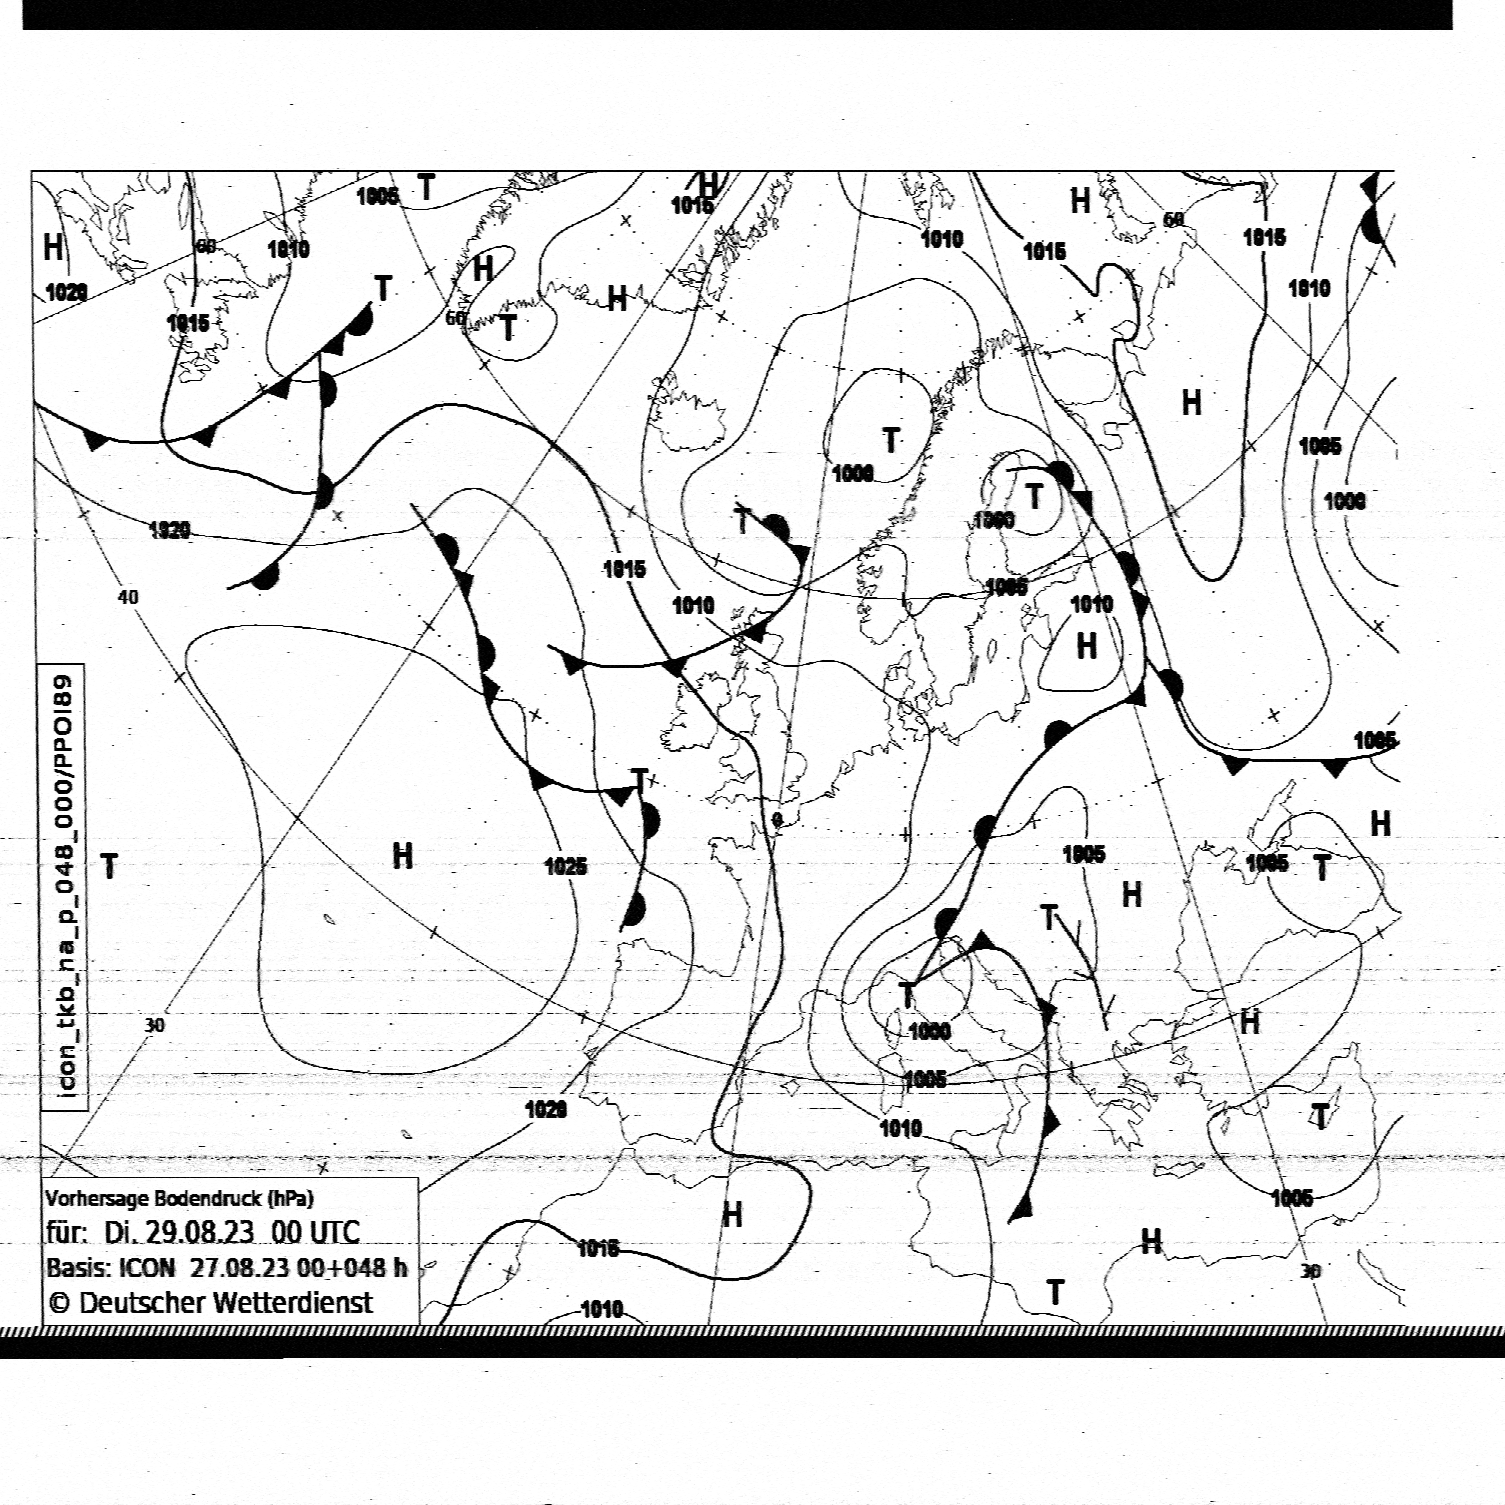 1005
T
H
1015
H
60
H
1020
60
1010
1010
1015
1015
1010
H
T
1015
60
T
H
H
1005
T
H
T
1000
T
T
1000
1000
1020
40
1015
1010
1005
1010
H
1005
T
0
H
T
H
1025
1005
1005
T
T
H
30
T
1000
H
1005
1020
1010
T
1005
H
H
1015
T
30
1010
icon_tkb_na_p_048_000/PPOI89
Vorhersage Bodendruck (hPa)
für: Di. 29.08.23 00 UTC
Basis: ICON 27.08.23 00+048 h
© Deutscher Wetterdienst